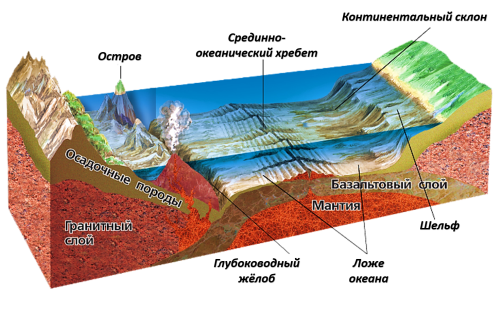 Континентальный склон
Срединно-
океанический хребет
Остров
Осадочные породы
Базальтовый слой
Мантия
Гранитный
слой
Шельф
Глубоководный
жёлоб
Ложе
океана